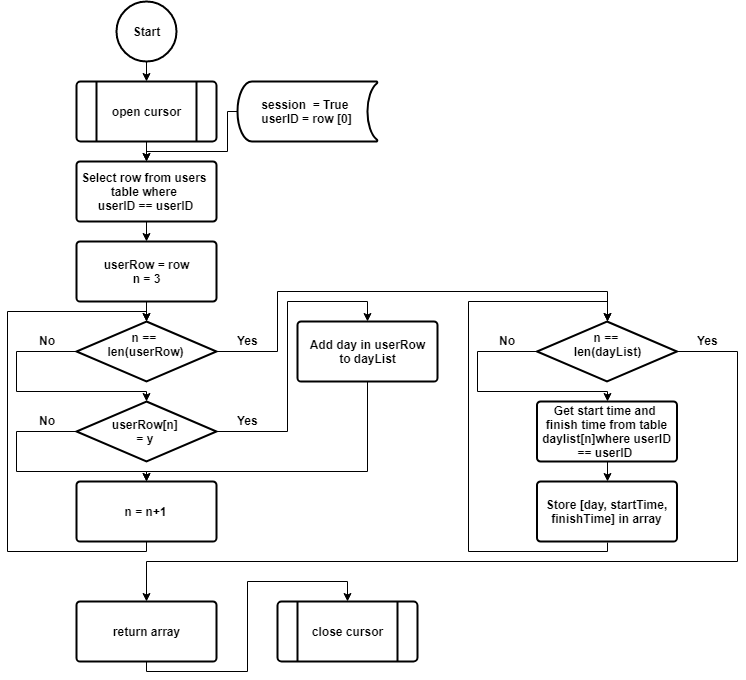 Start
open cursor
session = True
userID = row [0]
Select row from users
table where
userID == userID
userRow = row
n = 3
No
n ==
len(userRow)
Yes
Add day in userRow
to dayList
No
n ==
len(dayList)
Yes
No
userRow[n]
= y
Yes
Get start time and
finish time from table
daylist[n]where userID
== userID
n = n+1
Store [day, startTime,
finishTime] in array
return array
close cursor